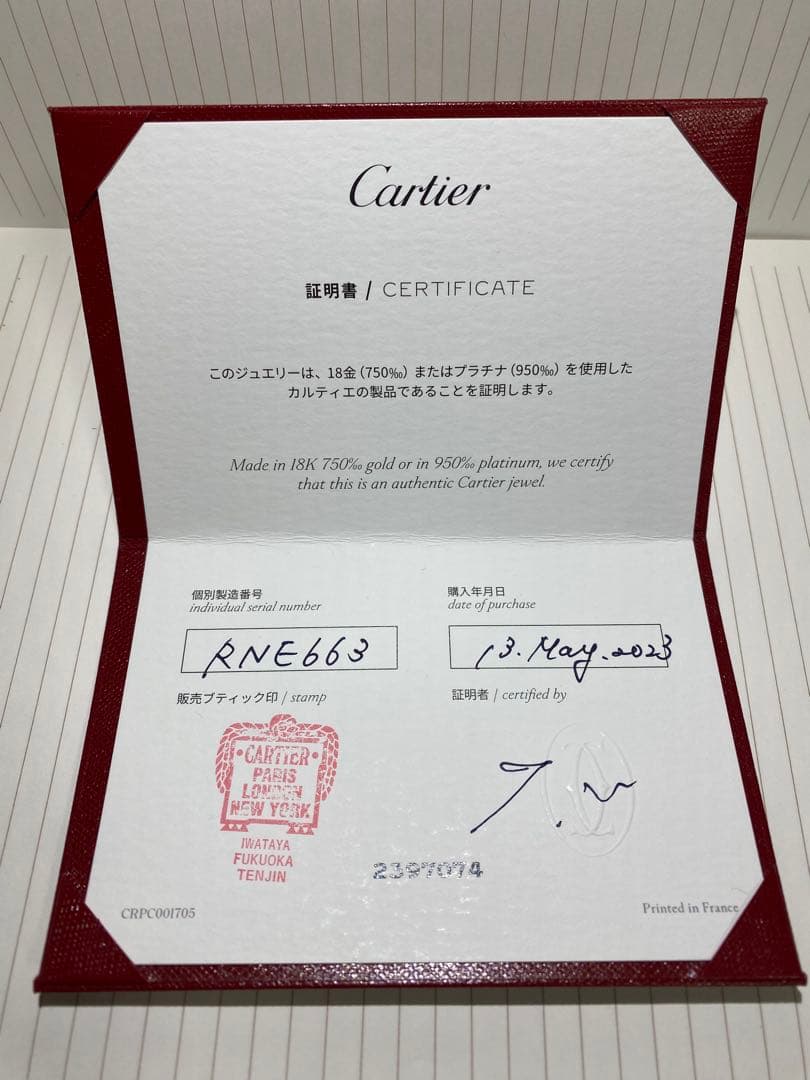 Cartier
証明書 / CERTIFICATE
このジュエリーは、18金(750‰)またはプラチナ(950‰)を使用した
カルティエの製品であることを証明します。
Made in 18K 750‰ gold or in 950‰ platinum, we certify
that this is an authentic Cartier jewel.
個別製造番号
individual serial number
RNE663
購入年月日
date of purchase
13. May. 2023
販売ブティック印 / stamp
CARTIER
PARIS
LONDON
NEW YORK
IWATAYA
FUKUOKA
TENJIN
証明者 / certified by
2397074
CRPC001705
Printed in France